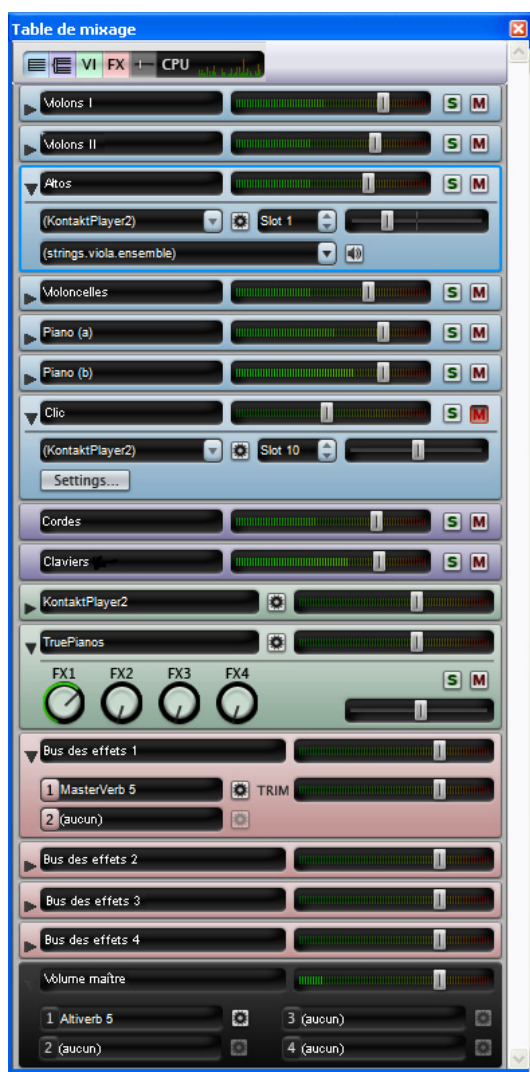 Table de mixage
VI FX CPU
Violons I S M
Violons II S M
Altos S M
(KontaktPlayer2) Slot 1
(strings.viola.ensemble)
Violoncelles S M
Piano (a) S M
Piano (b) S M
Clic S M
(KontaktPlayer2) Slot 10
Settings...
Cordes S M
Claviers S M
KontaktPlayer2
TruePianos
FX1 FX2 FX3 FX4 S M
Bus des effets 1
1 MasterVerb 5 TRIM
2 (aucun)
Bus des effets 2
Bus des effets 3
Bus des effets 4
Volume maître
1 Altiverb 5 3 (aucun)
2 (aucun) 4 (aucun)